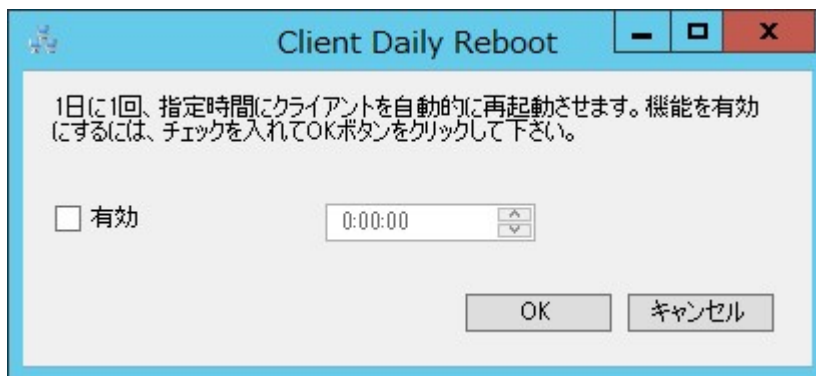 Client Daily Reboot
1日に1回、指定時間にクライアントを自動的に再起動させます。機能を有効
にするには、チェックを入れてOKボタンをクリックして下さい。
有効
0:00:00
OK
キャンセル